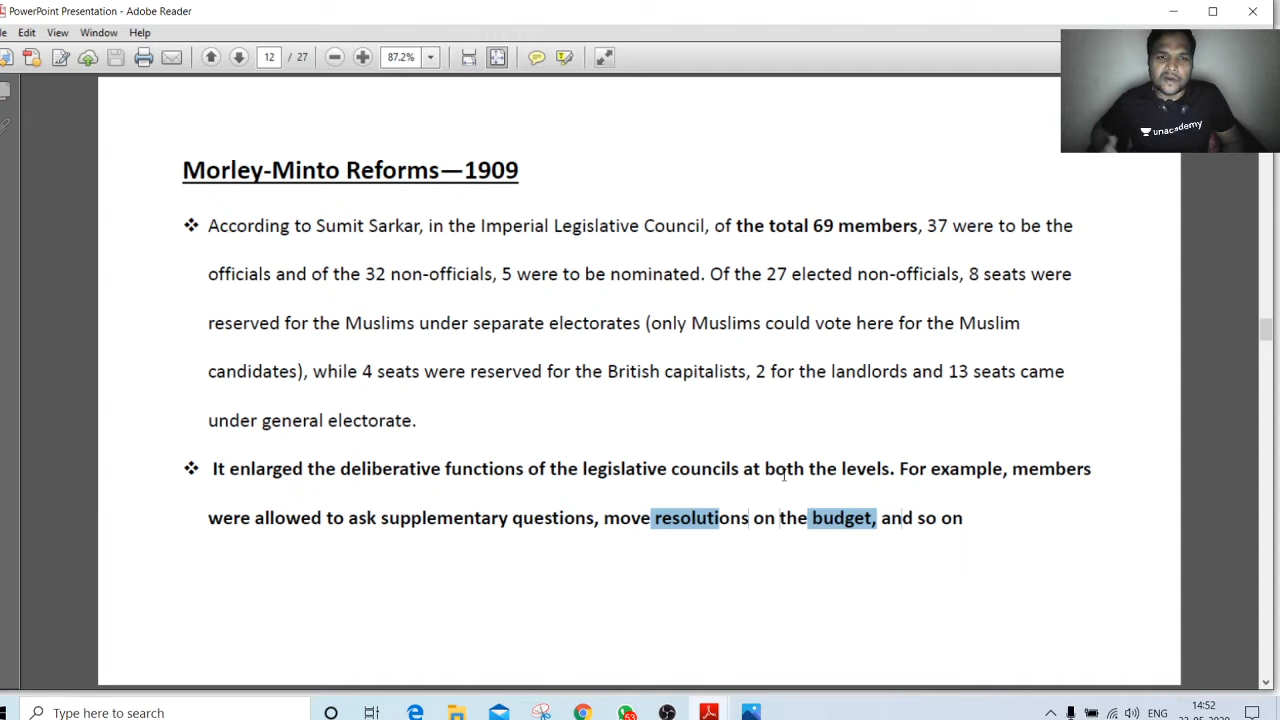 PowerPoint Presentation - Adobe Reader
Edit View Window Help
12 / 27 87.2%
unacademy
Morley-Minto Reforms—1909
❖ According to Sumit Sarkar, in the Imperial Legislative Council, of the total 69 members, 37 were to be the
officials and of the 32 non-officials, 5 were to be nominated. Of the 27 elected non-officials, 8 seats were
reserved for the Muslims under separate electorates (only Muslims could vote here for the Muslim
candidates), while 4 seats were reserved for the British capitalists, 2 for the landlords and 13 seats came
under general electorate.
❖ It enlarged the deliberative functions of the legislative councils at both the levels. For example, members
were allowed to ask supplementary questions, move resolutions on the budget, and so on
Type here to search
ENG
14:52